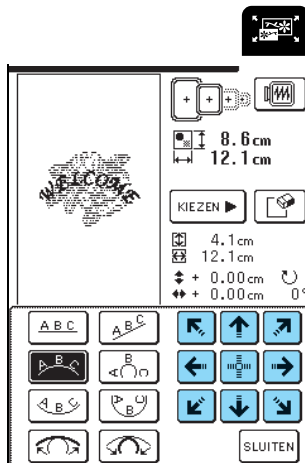 8.6cm
12.1cm
WELCOME
KIEZEN
4.1cm
12.1cm
+ 0.00cm
+ 0.00cm 0°
ABC ABC
ABC ABC
ABC ABC
SLUITEN